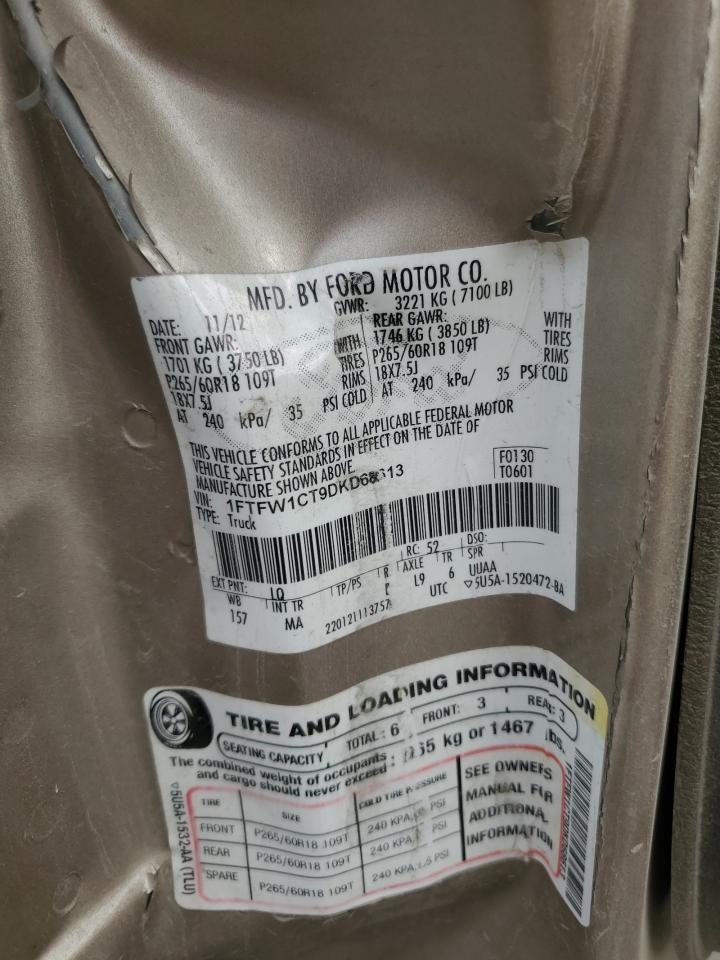 MFD. BY FORD MOTOR CO.
DATE: 11/12 GVWR: 3221 KG ( 7100 LB)
FRONT GAWR: REAR GAWR:
1701 KG ( 3750 LB) WITH 1746 KG ( 3850 LB) WITH
P265/60R18 109T TIRES P265/60R18 109T TIRES
18X7.5J RIMS 18X7.5J RIMS
AT 240 kPa/ 35 PSI COLD AT 240 kPa/ 35 PSI COLD
THIS VEHICLE CONFORMS TO ALL APPLICABLE FEDERAL MOTOR
VEHICLE SAFETY STANDARDS IN EFFECT ON THE DATE OF
MANUFACTURE SHOWN ABOVE.
F0130
T0601
VIN:
TYPE: Truck
EXT PNT: LQ RC: 52 DSO:
WB INT TR TP/PS R AXLE TR SPR
157 MA L9 6 UUAA
220121113757 UTC ▽5U5A-1520472-BA
TIRE AND LOADING INFORMATION
SEATING CAPACITY TOTAL: 6 FRONT: 3 REAR: 3
The combined weight of occupants
and cargo should never exceed : kg or 1467 lbs.
TIRE SIZE COLD TIRE PRESSURE
FRONT P265/60R18 109T 240 KPA, PSI
REAR P265/60R18 109T 240 KPA, PSI
SPARE P265/60R18 109T 240 KPA, PSI
SEE OWNERS
MANUAL FOR
ADDITIONAL
INFORMATION
▽5U5A-1532-AA (TLU)